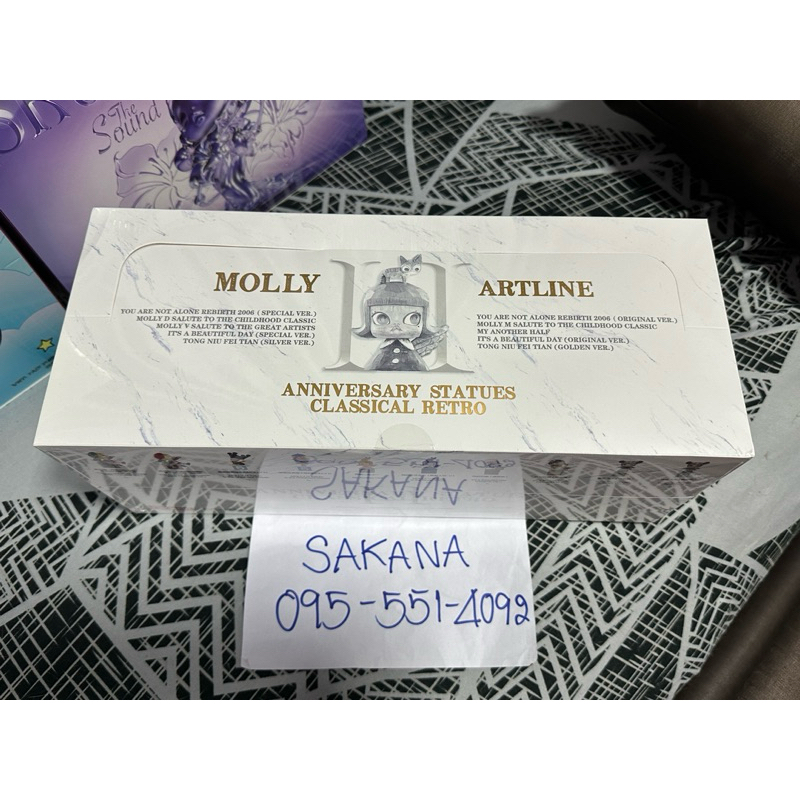 The
Sound
MOLLY
YOU ARE NOT ALONE REBIRTH 2006 ( SPECIAL VER.)
MOLLY D SALUTE TO THE CHILDHOOD CLASSIC
MOLLY V SALUTE TO THE GREAT ARTISTS
IT'S A BEAUTIFUL DAY (SPECIAL VER.)
TONG NIU FEI TIAN (SILVER VER.)
II
ARTLINE
YOU ARE NOT ALONE REBIRTH 2006 ( ORIGINAL VER.)
MOLLY M SALUTE TO THE CHILDHOOD CLASSIC
MY ANOTHER HALF
IT'S A BEAUTIFUL DAY (ORIGINAL VER.)
TONG NIU FEI TIAN (GOLDEN VER.)
ANNIVERSARY STATUES
CLASSICAL RETRO
SAKANA
SAKANA
095-551-4092